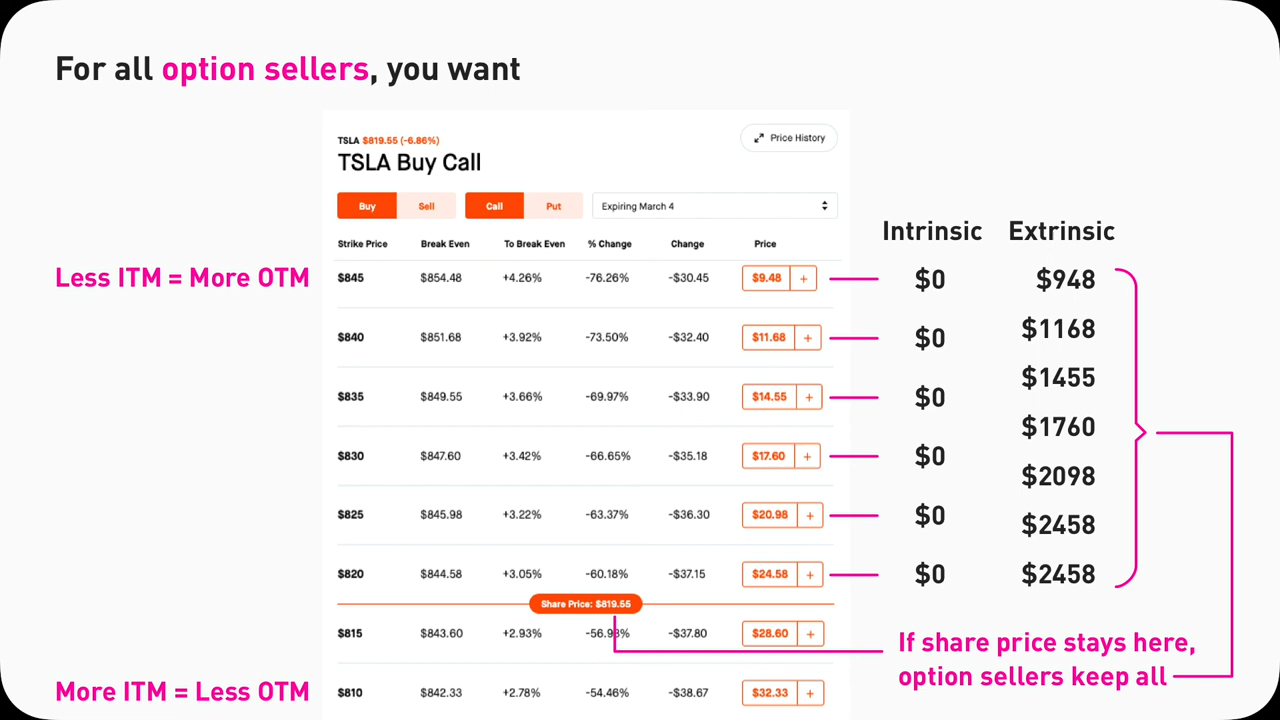 For all option sellers, you want
TSLA $819.55 (-6.86%)
Price History
TSLA Buy Call
Buy Sell Call Put Expiring March 4
Intrinsic Extrinsic
Strike Price Break Even To Break Even % Change Change Price
Less ITM = More OTM $845 $854.48 +4.26% -76.26% -$30.45 $9.48 + $0 $948
$840 $851.68 +3.92% -73.50% -$32.40 $11.68 + $0 $1168
$835 $849.55 +3.66% -69.97% -$33.90 $14.55 + $0 $1455
$830 $847.60 +3.42% -66.65% -$35.18 $17.60 + $0 $1760
$825 $845.98 +3.22% -63.37% -$36.30 $20.98 + $0 $2098
$2458
$820 $844.58 +3.05% -60.18% -$37.15 $24.58 + $0 $2458
Share Price: $819.55
$815 $843.60 +2.93% -56.93% -$37.80 $28.60 +
If share price stays here,
option sellers keep all
More ITM = Less OTM $810 $842.33 +2.78% -54.46% -$38.67 $32.33 +